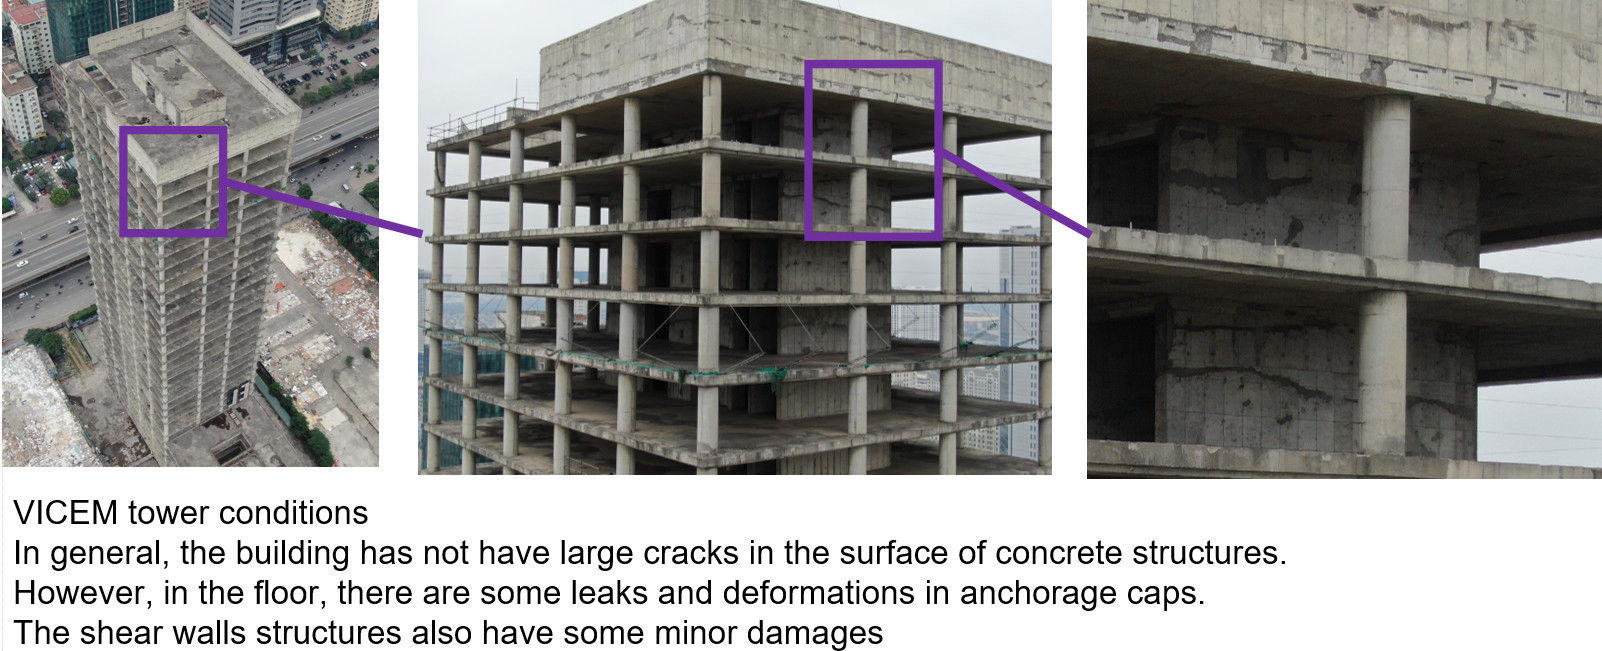 VICEM tower conditions
In general, the building has not have large cracks in the surface of concrete structures.
However, in the floor, there are some leaks and deformations in anchorage caps.
The shear walls structures also have some minor damages